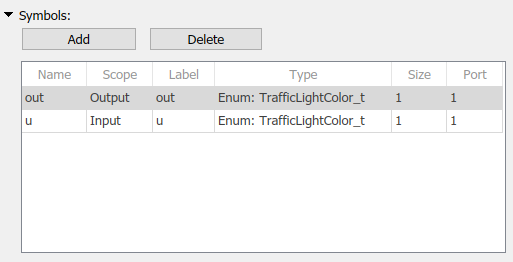 Symbols:
Add Delete
Name Scope Label Type Size Port
out Output out Enum: TrafficLightColor_t 1 1
u Input u Enum: TrafficLightColor_t 1 1